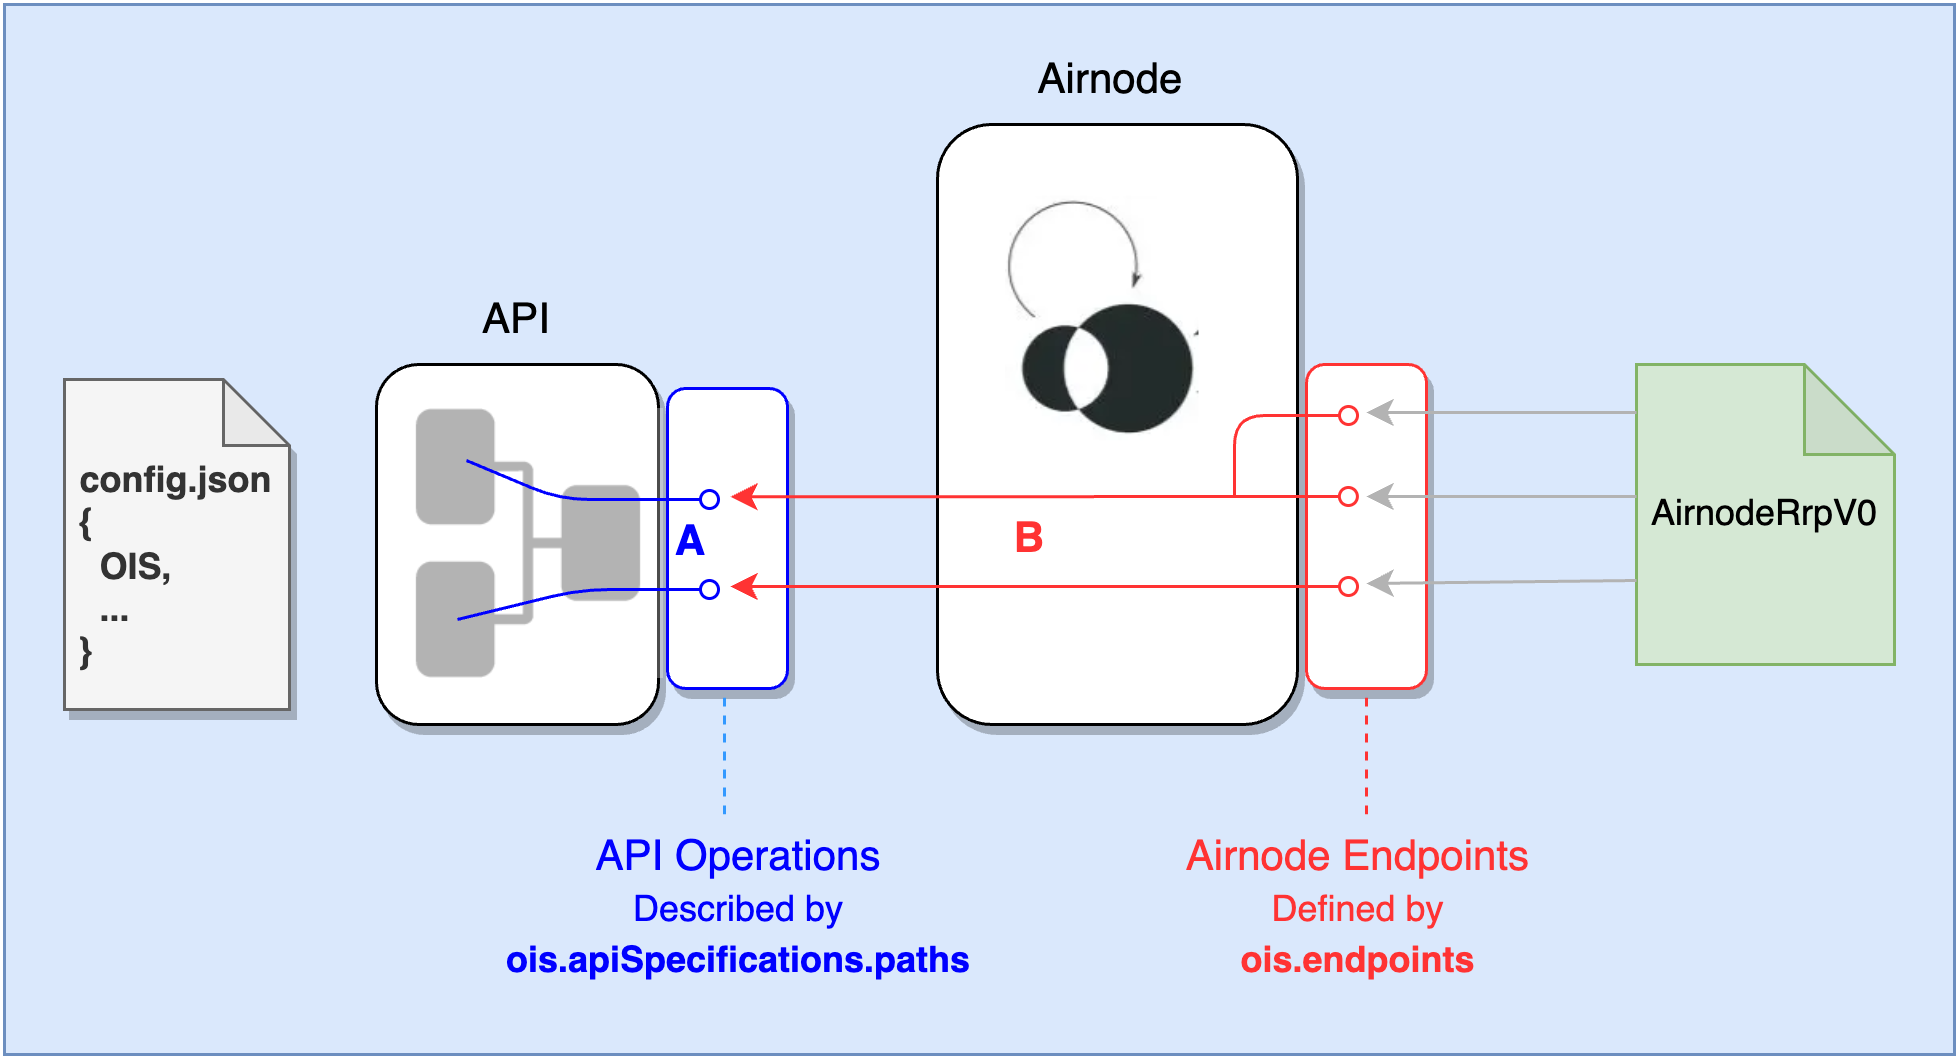 Airnode
API
config.json
{
OIS,
...
}
A
B
AirnodeRrpV0
API Operations
Described by
ois.apiSpecifications.paths
Airnode Endpoints
Defined by
ois.endpoints